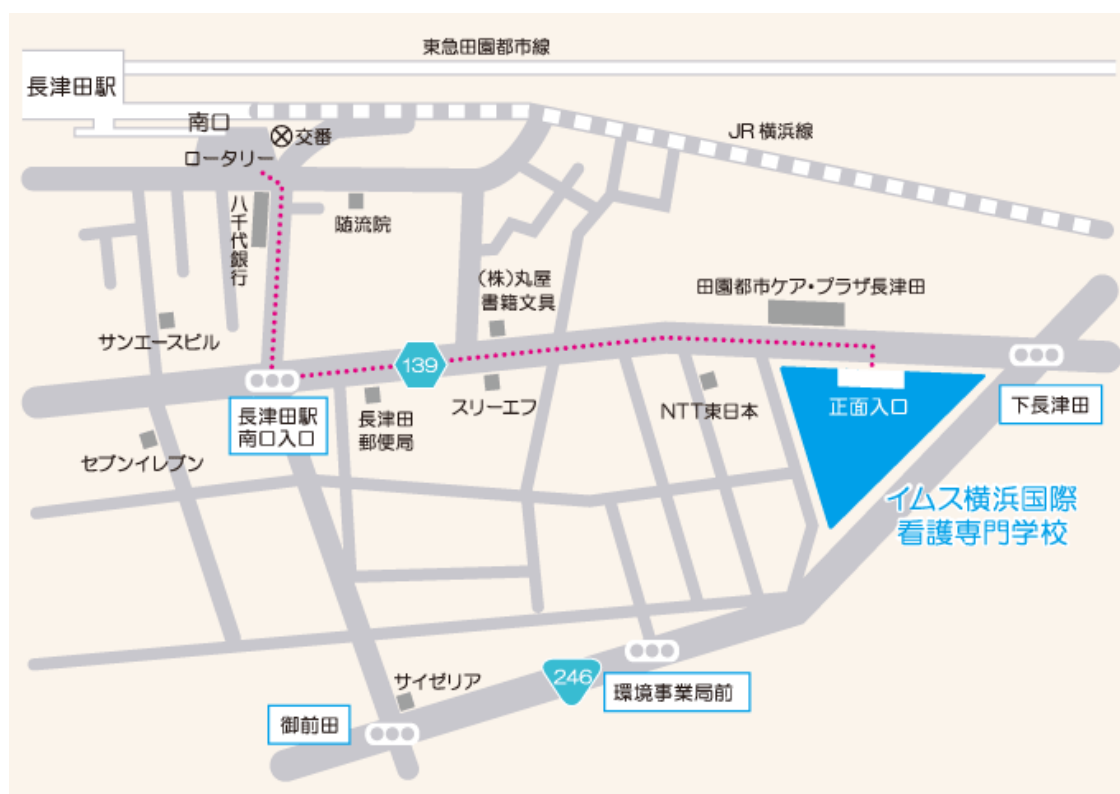 東急田園都市線
長津田駅
南口
交番
ロータリー
JR横浜線
八千代銀行
随流院
(株)丸屋
書籍文具
田園都市ケア・プラザ長津田
サンエースビル
139
長津田駅
南口入口
長津田
郵便局
スリーエフ
NTT東日本
正面入口
下長津田
セブンイレブン
イムス横浜国際
看護専門学校
サイゼリア
246
環境事業局前
御前田